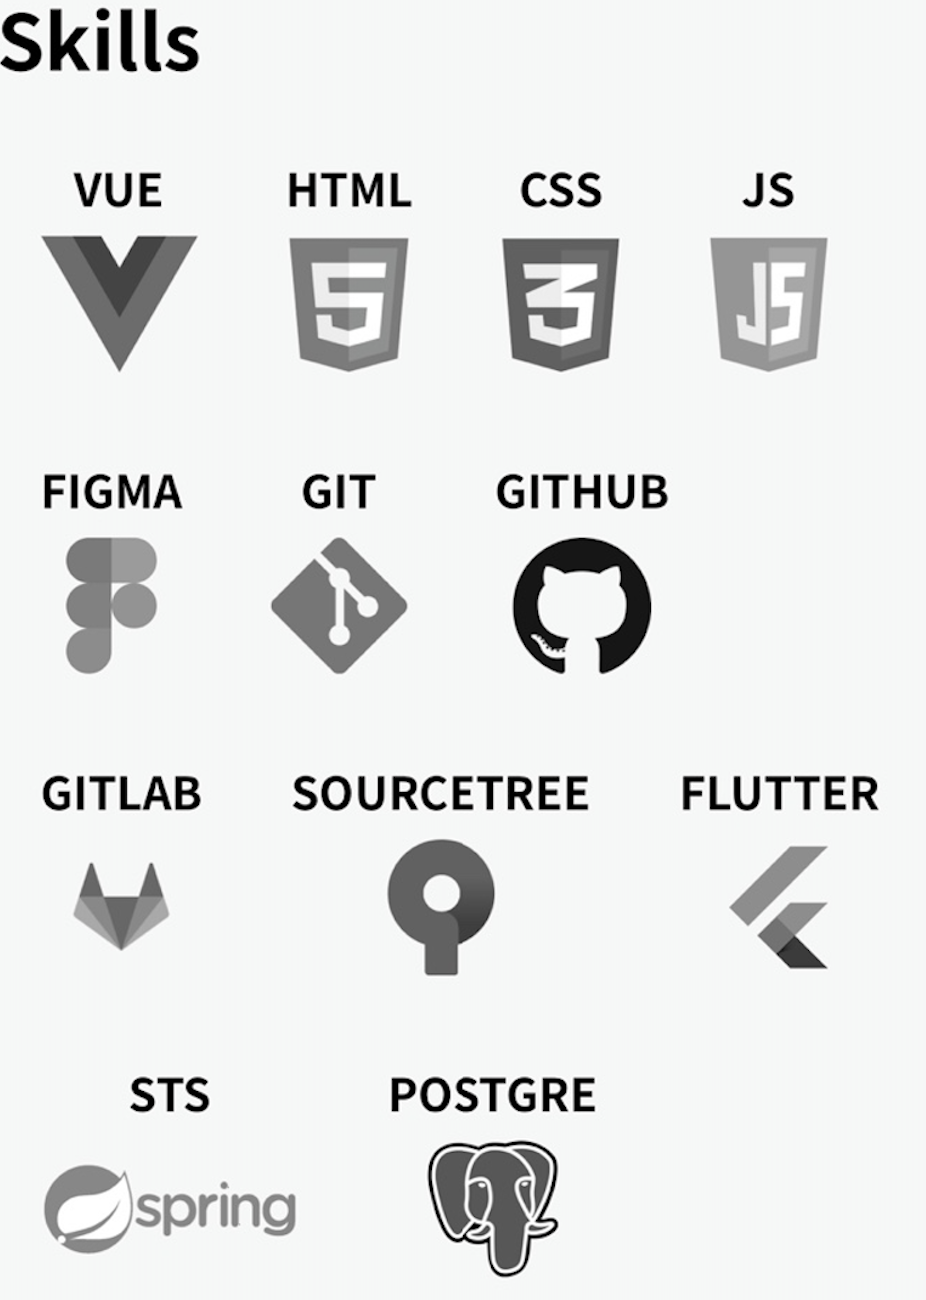 Skills
VUE HTML CSS JS
5 3 JS
FIGMA GIT GITHUB
GITLAB SOURCETREE FLUTTER
STS POSTGRE
spring